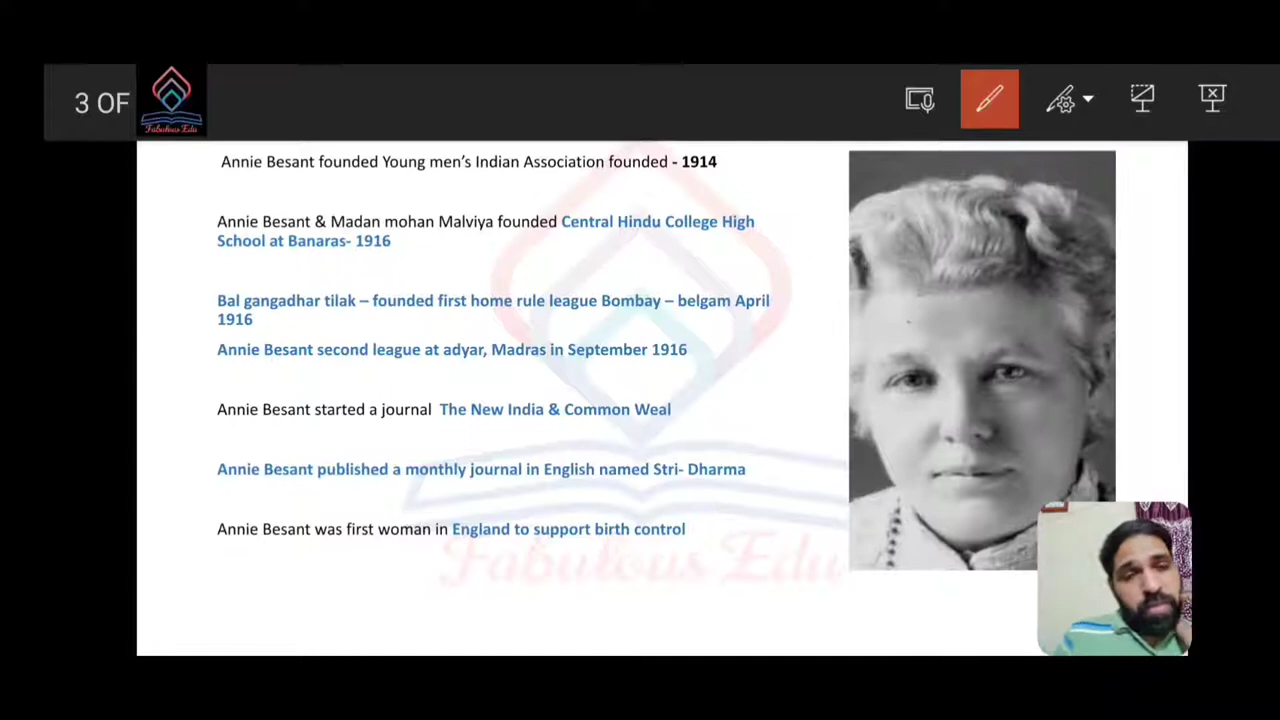 3 OF
Fabulous Edu
Annie Besant founded Young men's Indian Association founded - 1914
Annie Besant & Madan mohan Malviya founded Central Hindu College High
School at Banaras- 1916
Bal gangadhar tilak – founded first home rule league Bombay – belgam April
1916
Annie Besant second league at adyar, Madras in September 1916
Annie Besant started a journal The New India & Common Weal
Annie Besant published a monthly journal in English named Stri- Dharma
Annie Besant was first woman in England to support birth control
Fabulous Edu